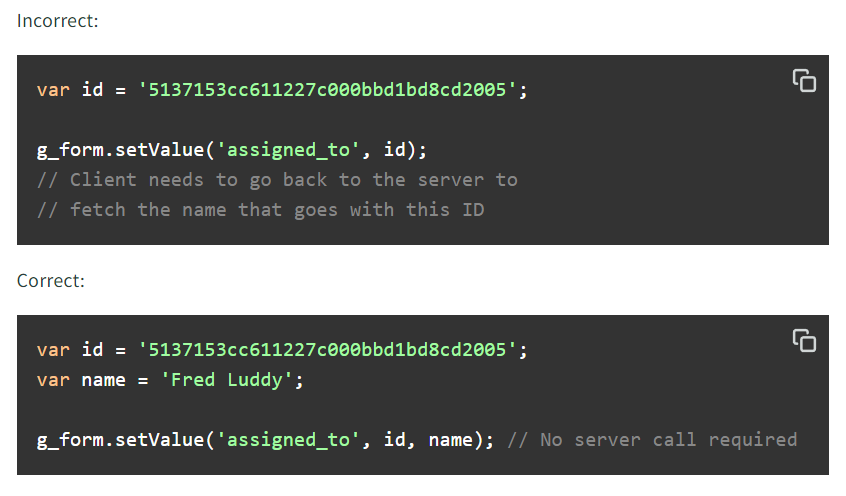 Incorrect:
var id = '5137153cc611227c000bbd1bd8cd2005';
g_form.setValue('assigned_to', id);
// Client needs to go back to the server to
// fetch the name that goes with this ID
Correct:
var id = '5137153cc611227c000bbd1bd8cd2005';
var name = 'Fred Luddy';
g_form.setValue('assigned_to', id, name); // No server call required